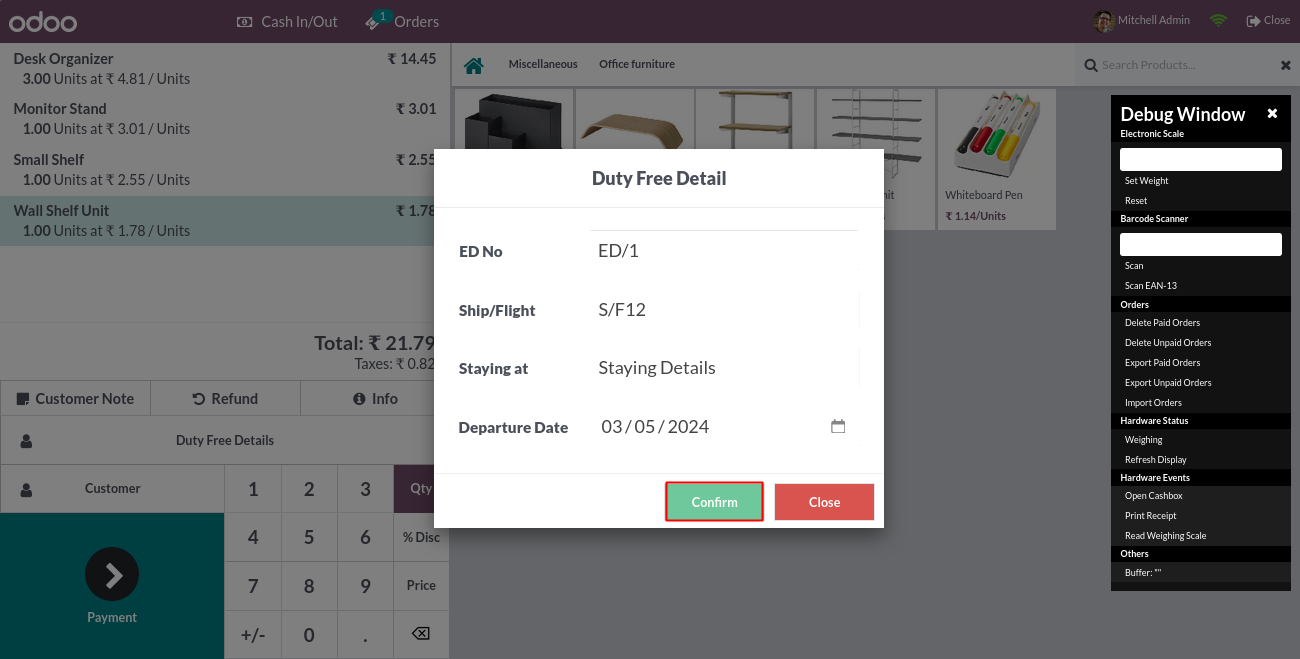 odoo
Cash In/Out
1
Orders
Mitchell Admin
Close
Desk Organizer
₹ 14.45
3.00 Units at ₹ 4.81 / Units
Monitor Stand
₹ 3.01
1.00 Units at ₹ 3.01 / Units
Small Shelf
₹ 2.55
1.00 Units at ₹ 2.55 / Units
Wall Shelf Unit
₹ 1.78
1.00 Units at ₹ 1.78 / Units
Total: ₹ 21.79
Taxes: ₹ 0.82
Customer Note
Refund
Info
Duty Free Details
Customer
1 2 3 Qty
4 5 6 % Disc
7 8 9 Price
+/- 0 .
Payment
Miscellaneous
Office furniture
Search Products...
Whiteboard Pen
₹ 1.14/Units
Duty Free Detail
ED No
ED/1
Ship/Flight
S/F12
Staying at
Staying Details
Departure Date
03/05/2024
Confirm
Close
Debug Window
Electronic Scale
Set Weight
Reset
Barcode Scanner
Scan
Scan EAN-13
Orders
Delete Paid Orders
Delete Unpaid Orders
Export Paid Orders
Export Unpaid Orders
Import Orders
Hardware Status
Weighing
Refresh Display
Hardware Events
Open Cashbox
Print Receipt
Read Weighing Scale
Others
Buffer: ""